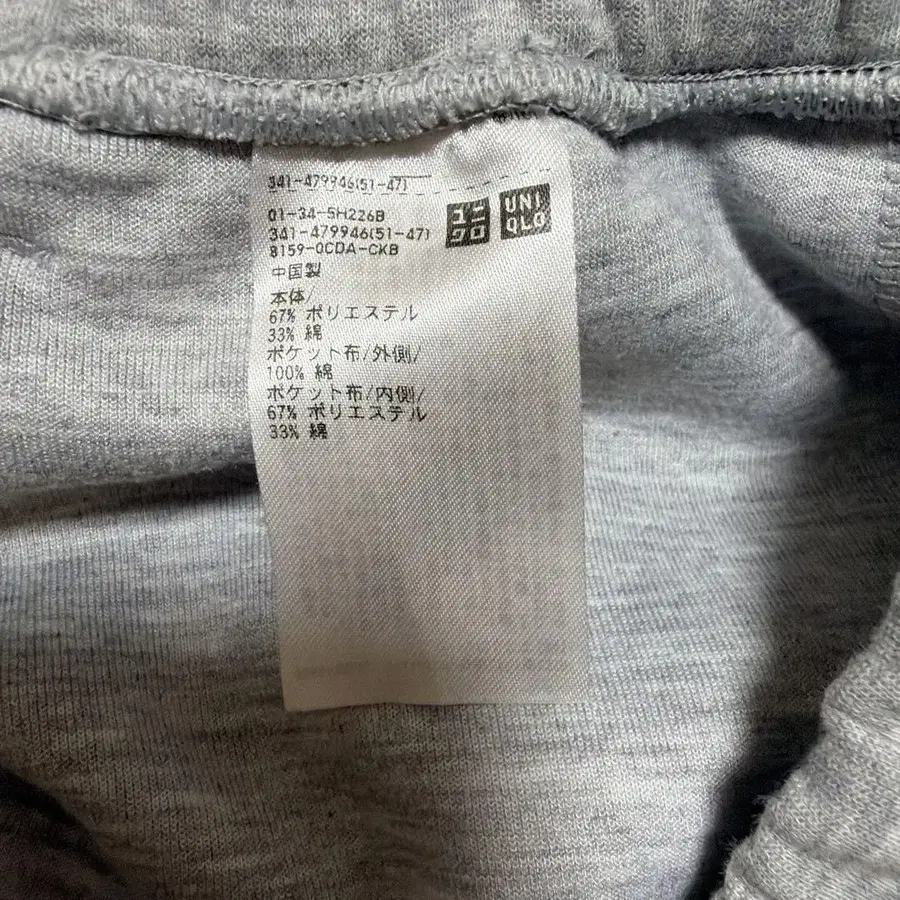 341-479946(51-47)
01-34-5H226B
341-479946(51-47)
8159-0CDA-CKB
ユニ
クロ
UNI
QLO
中国製
本体/
67% ポリエステル
33% 綿
ポケット布/外側/
100% 綿
ポケット布/内側/
67% ポリエステル
33% 綿